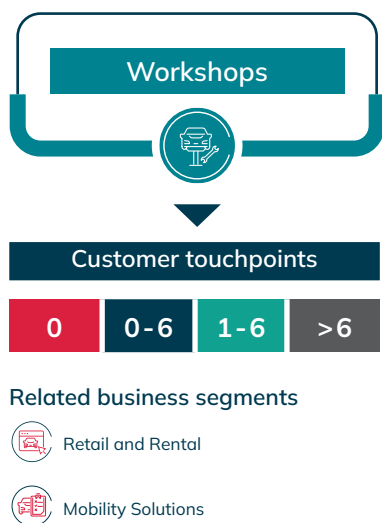 Workshops
Customer touchpoints
0 0-6 1-6 >6
Related business segments
Retail and Rental
Mobility Solutions